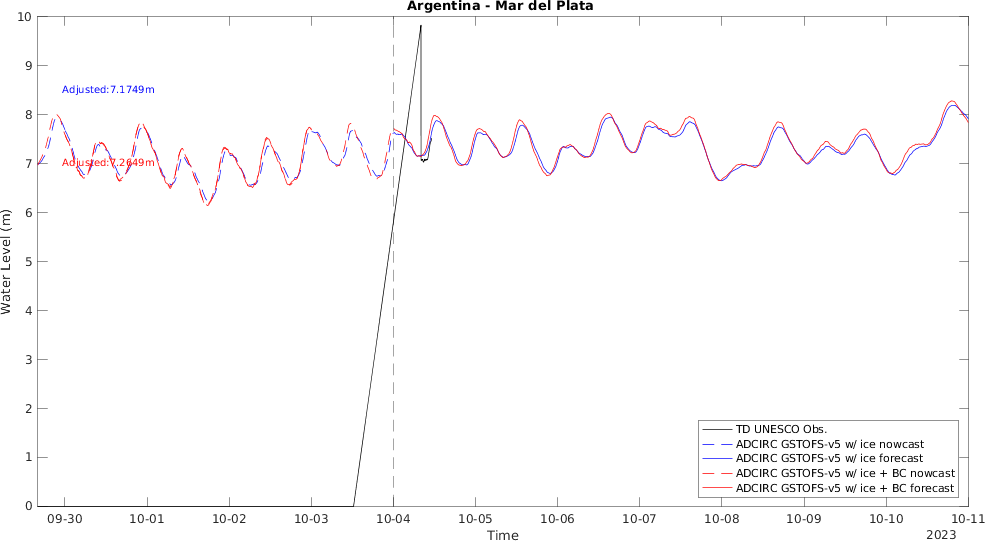 Argentina - Mar del Plata
10
9
8
7
6
5
4
3
2
1
0
Water Level (m)
Adjusted:7.1749m
Adjusted:7.2649m
TD UNESCO Obs.
ADCIRC GSTOFS-v5 w/ ice nowcast
ADCIRC GSTOFS-v5 w/ ice forecast
ADCIRC GSTOFS-v5 w/ ice + BC nowcast
ADCIRC GSTOFS-v5 w/ ice + BC forecast
09-30 10-01 10-02 10-03 10-04 10-05 10-06 10-07 10-08 10-09 10-10 10-11
Time
2023